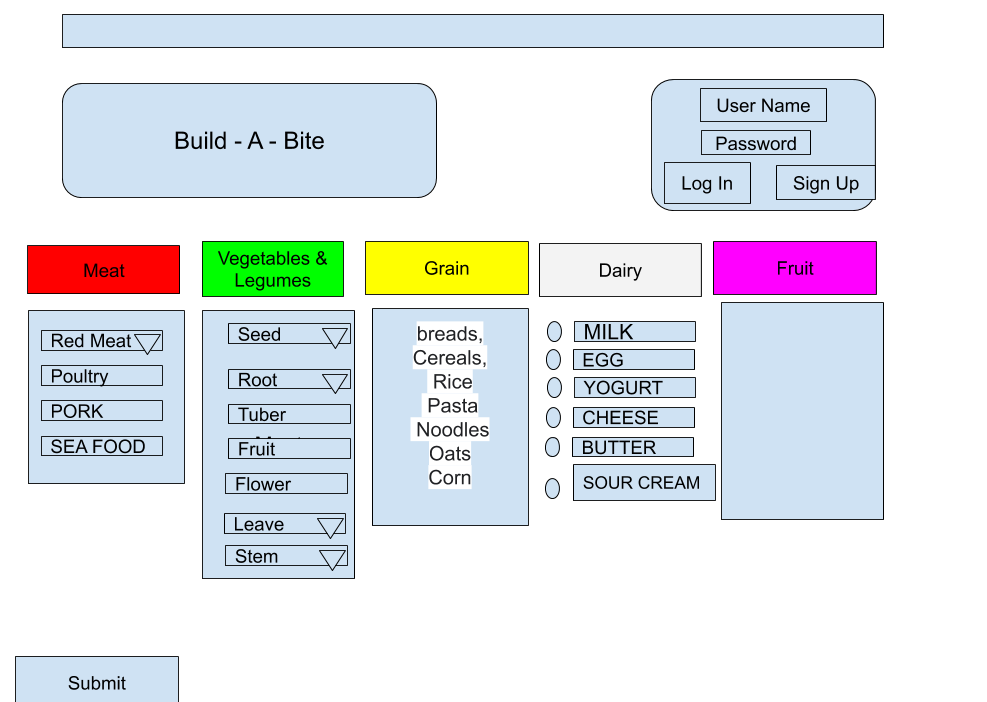 Build - A - Bite
User Name
Password
Log In
Sign Up
Meat
Vegetables &
Legumes
Grain
Dairy
Fruit
Red Meat
Poultry
PORK
SEA FOOD
Seed
Root
Tuber
Fruit
Flower
Leave
Stem
breads,
Cereals,
Rice
Pasta
Noodles
Oats
Corn
MILK
EGG
YOGURT
CHEESE
BUTTER
SOUR CREAM
Submit